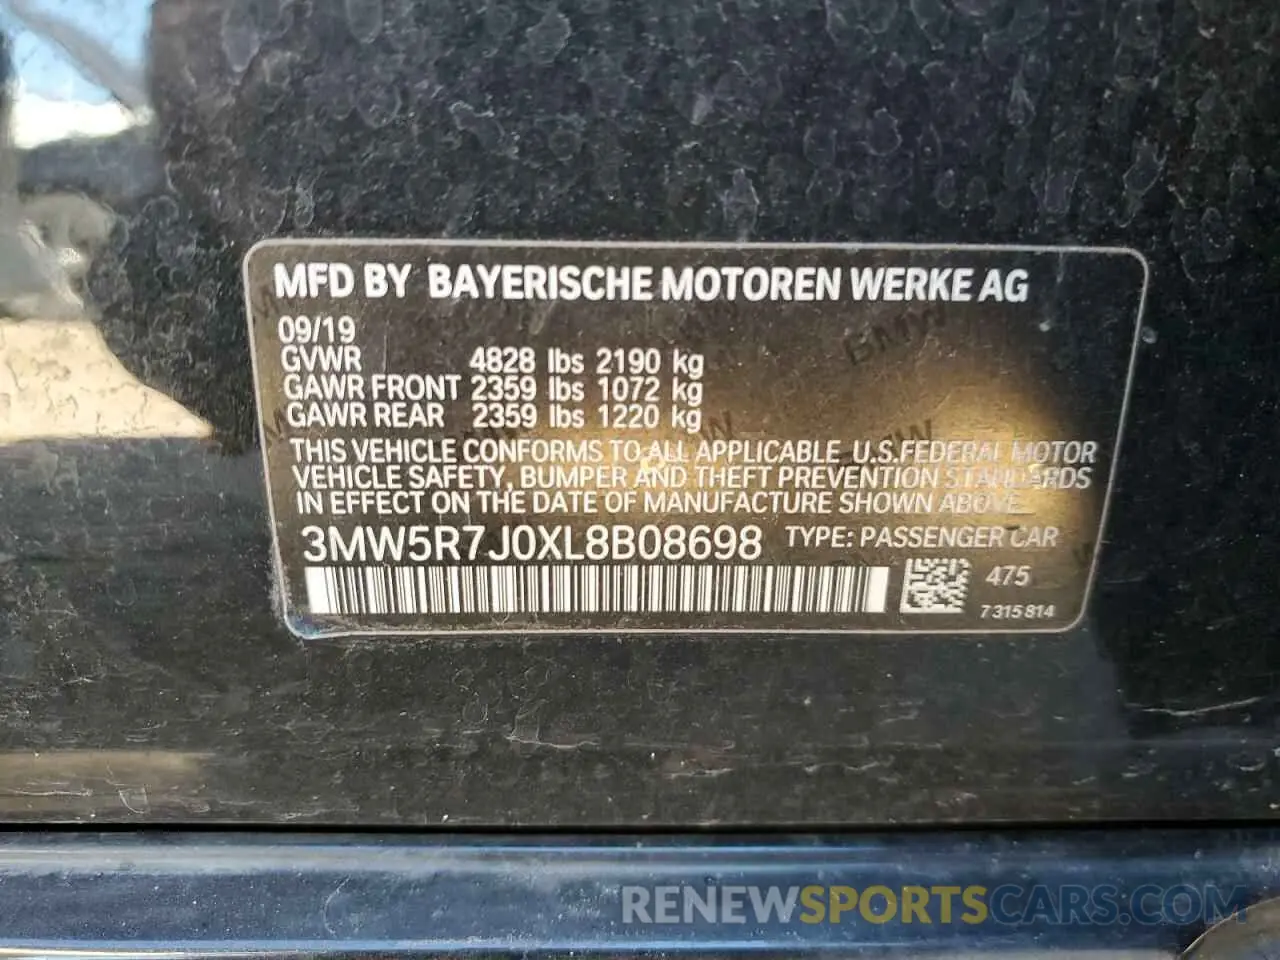 MFD BY BAYERISCHE MOTOREN WERKE AG
09/19
GVWR 4828 lbs 2190 kg
GAWR FRONT 2359 lbs 1072 kg
GAWR REAR 2359 lbs 1220 kg
THIS VEHICLE CONFORMS TO ALL APPLICABLE U.S.FEDERAL MOTOR
VEHICLE SAFETY, BUMPER AND THEFT PREVENTION STANDARDS
IN EFFECT ON THE DATE OF MANUFACTURE SHOWN ABOVE.
3MW5R7J0XL8B08698 TYPE: PASSENGER CAR
475
7 315 814
RENEWSPORTSCARS.COM